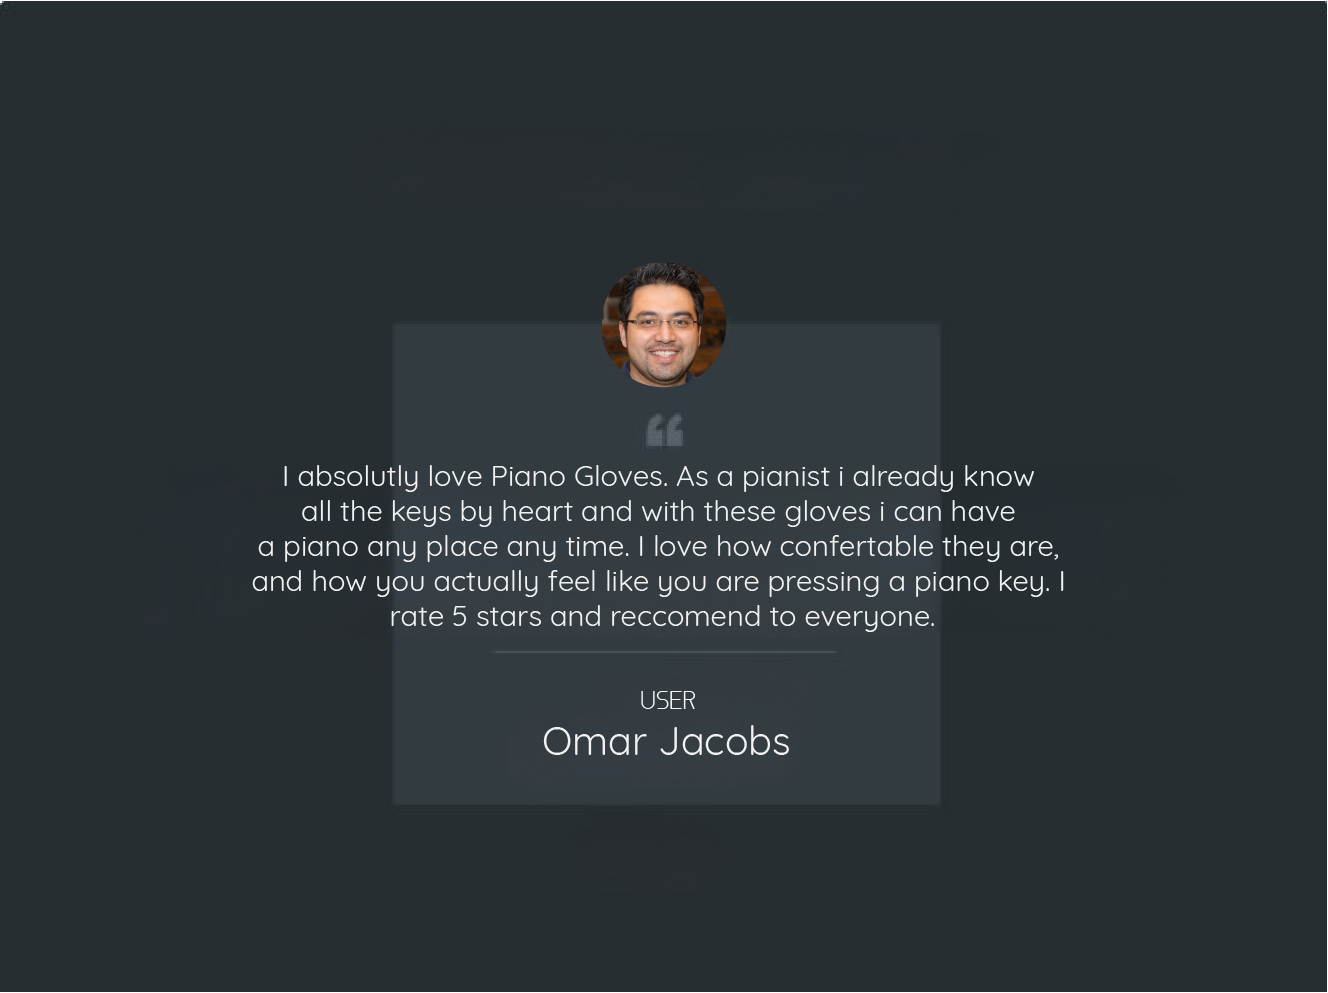 I absolutly love Piano Gloves. As a pianist i already know
all the keys by heart and with these gloves i can have
a piano any place any time. I love how confertable they are,
and how you actually feel like you are pressing a piano key. I
rate 5 stars and reccomend to everyone.
USER
Omar Jacobs